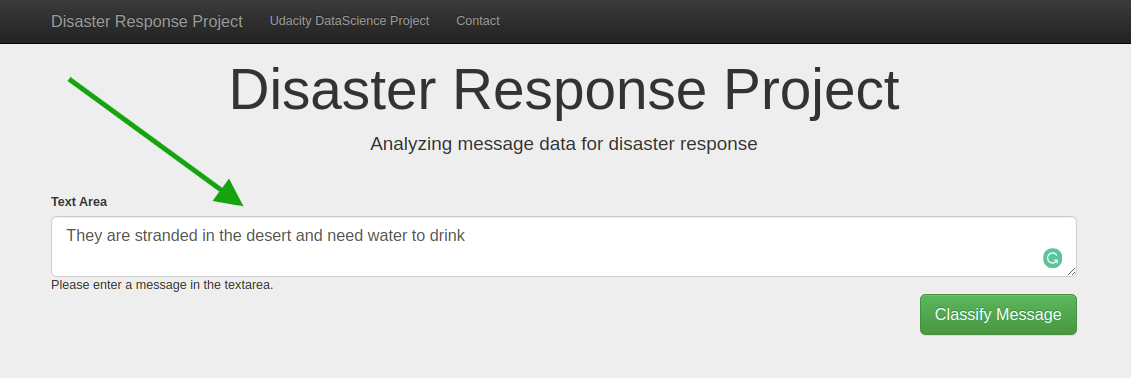 Disaster Response Project Udacity DataScience Project Contact
Disaster Response Project
Analyzing message data for disaster response
Text Area
They are stranded in the desert and need water to drink
Please enter a message in the textarea.
Classify Message